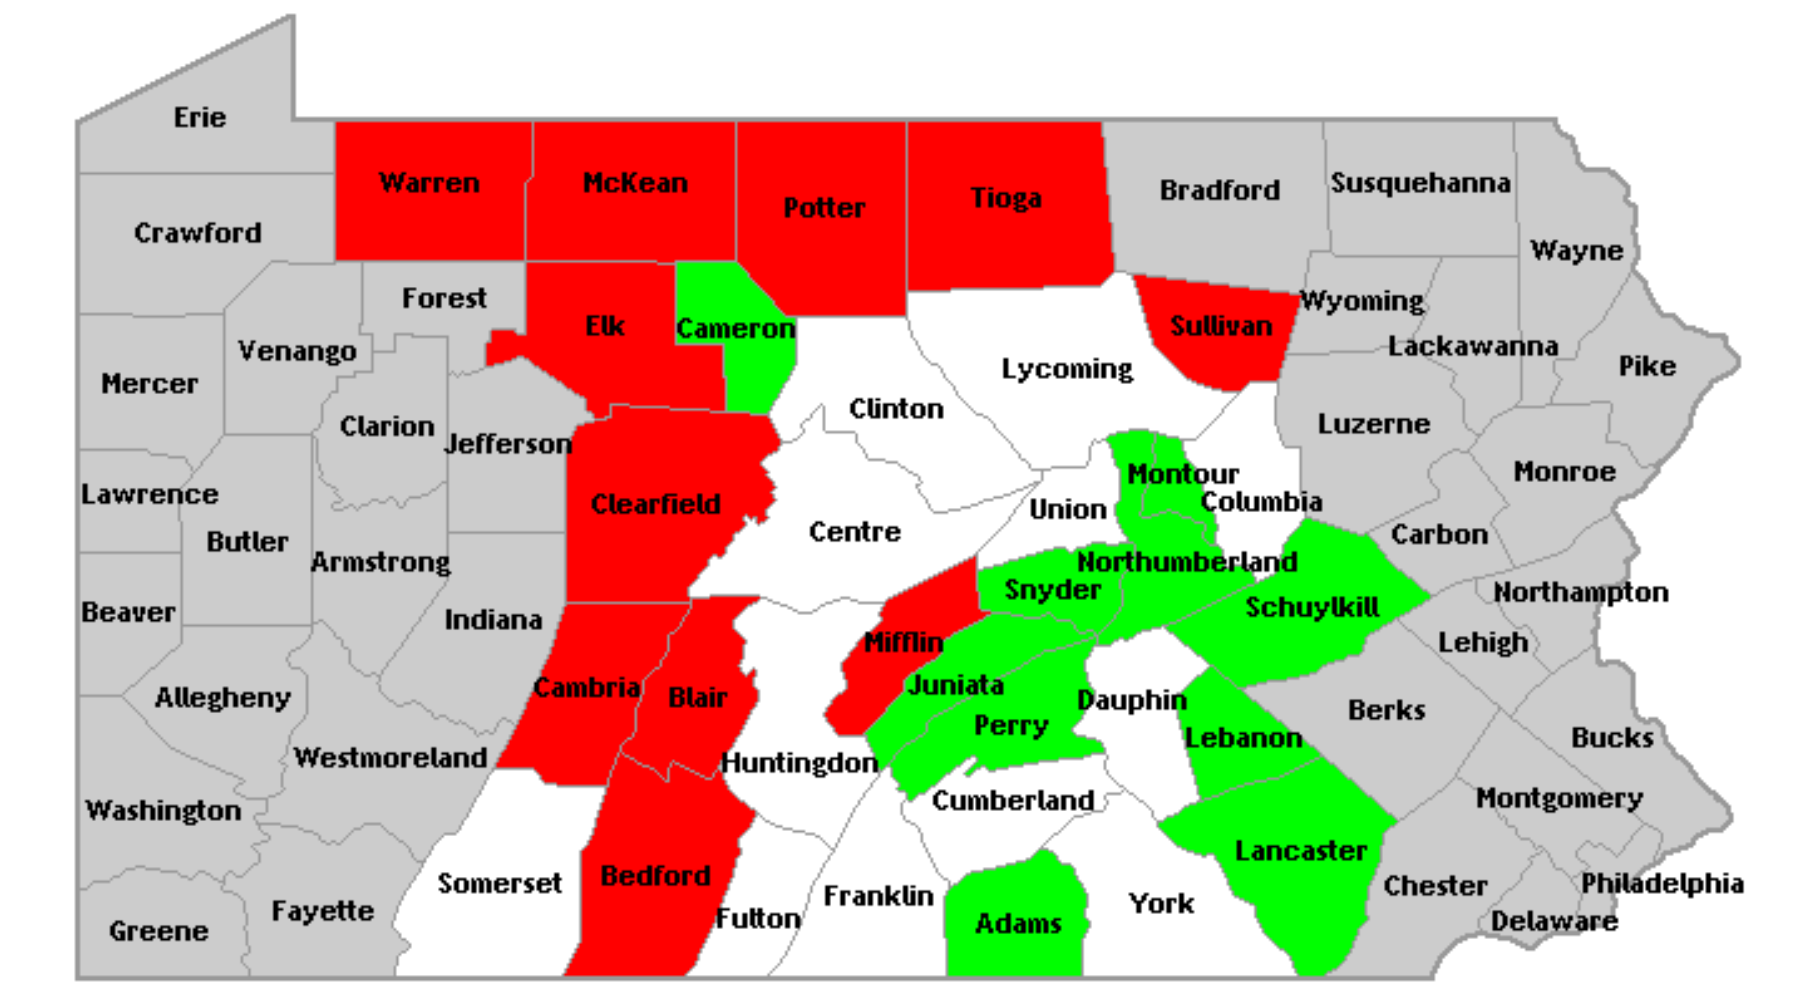 Erie
Warren
McKean
Potter
Tioga
Bradford
Susquehanna
Crawford
Wayne
Forest
Elk
Cameron
Sullivan
Wyoming
Venango
Mercer
Lycoming
Lackawanna
Pike
Clinton
Clarion
Jefferson
Luzerne
Lawrence
Clearfield
Montour
Monroe
Union
Columbia
Centre
Butler
Armstrong
Carbon
Northumberland
Snyder
Northampton
Beaver
Indiana
Schuylkill
Mifflin
Lehigh
Cambria
Juniata
Allegheny
Blair
Dauphin
Berks
Perry
Lebanon
Bucks
Westmoreland
Huntingdon
Cumberland
Montgomery
Washington
Lancaster
Somerset
Bedford
Chester
Philadelphia
Franklin
York
Fayette
Fulton
Adams
Delaware
Greene